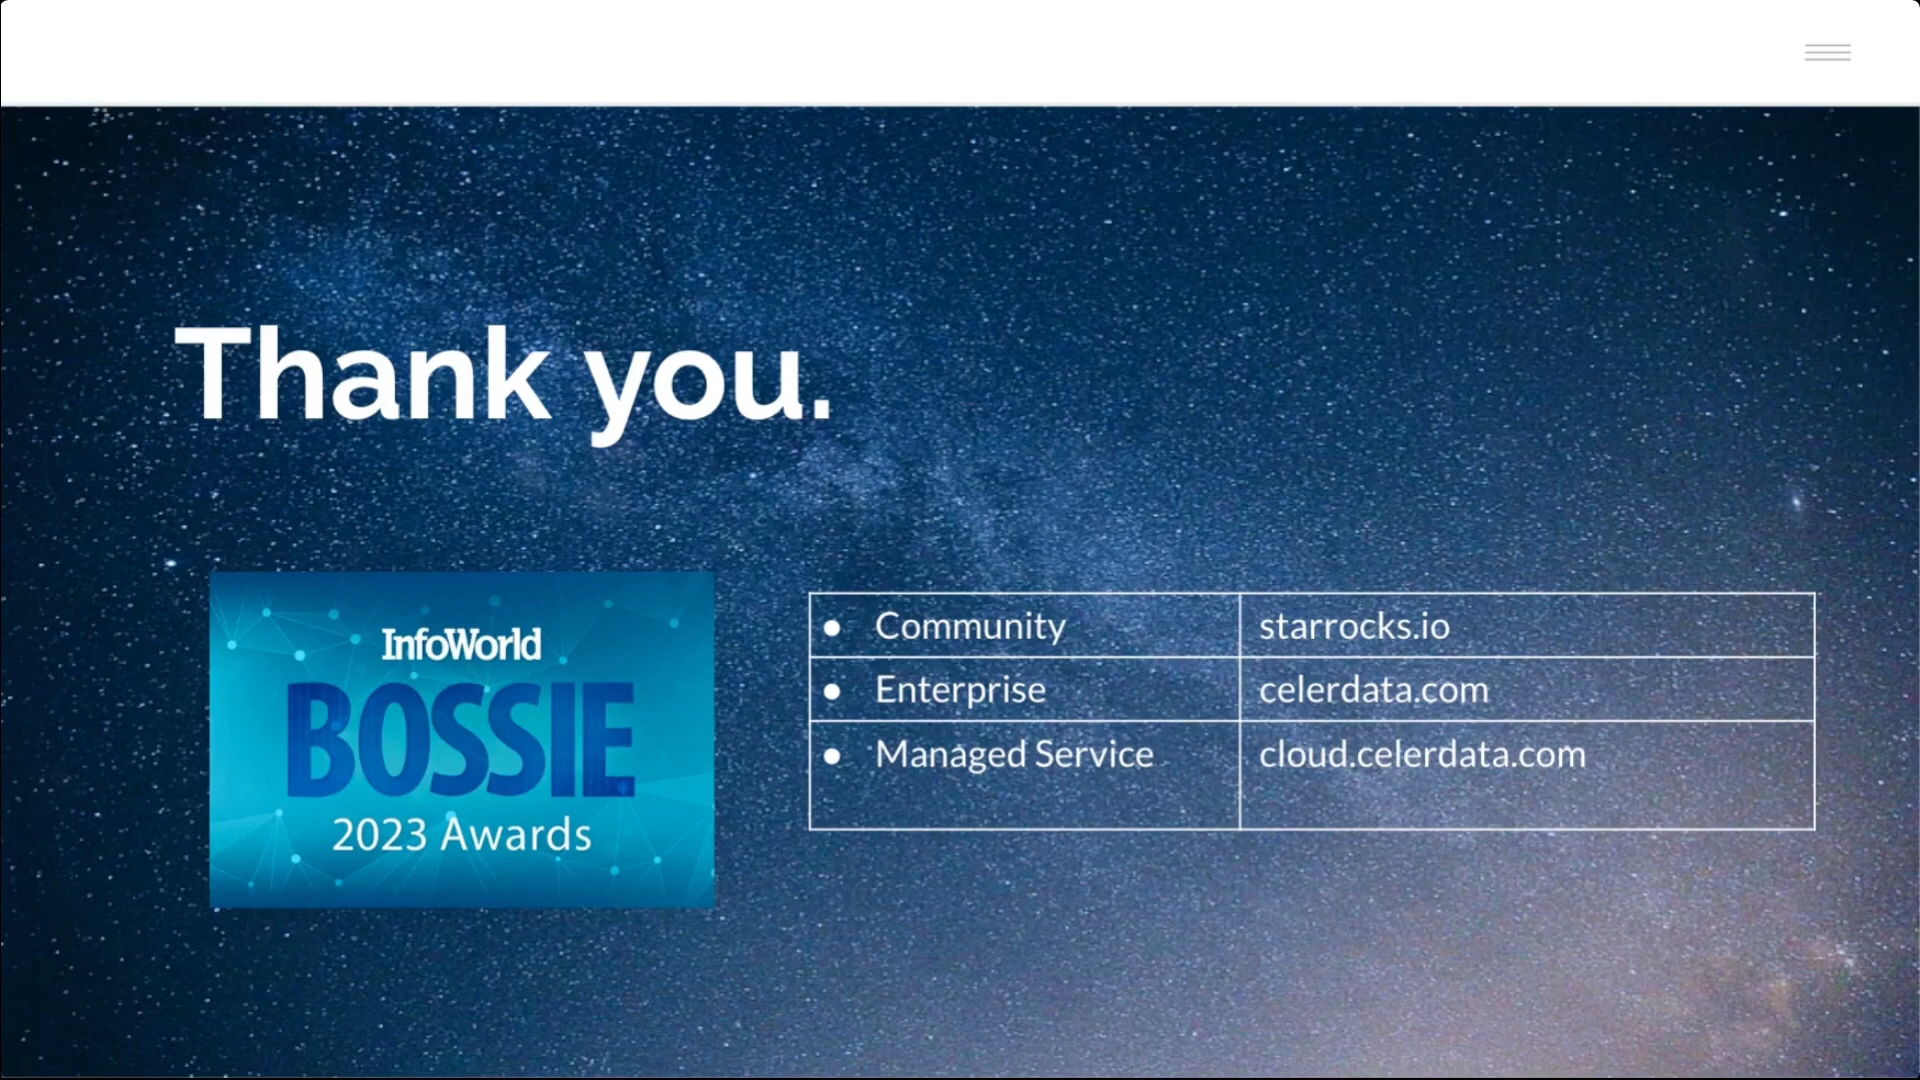 Thank you.
InfoWorld
BOSSIE
2023 Awards
● Community starrocks.io
● Enterprise celerdata.com
● Managed Service cloud.celerdata.com